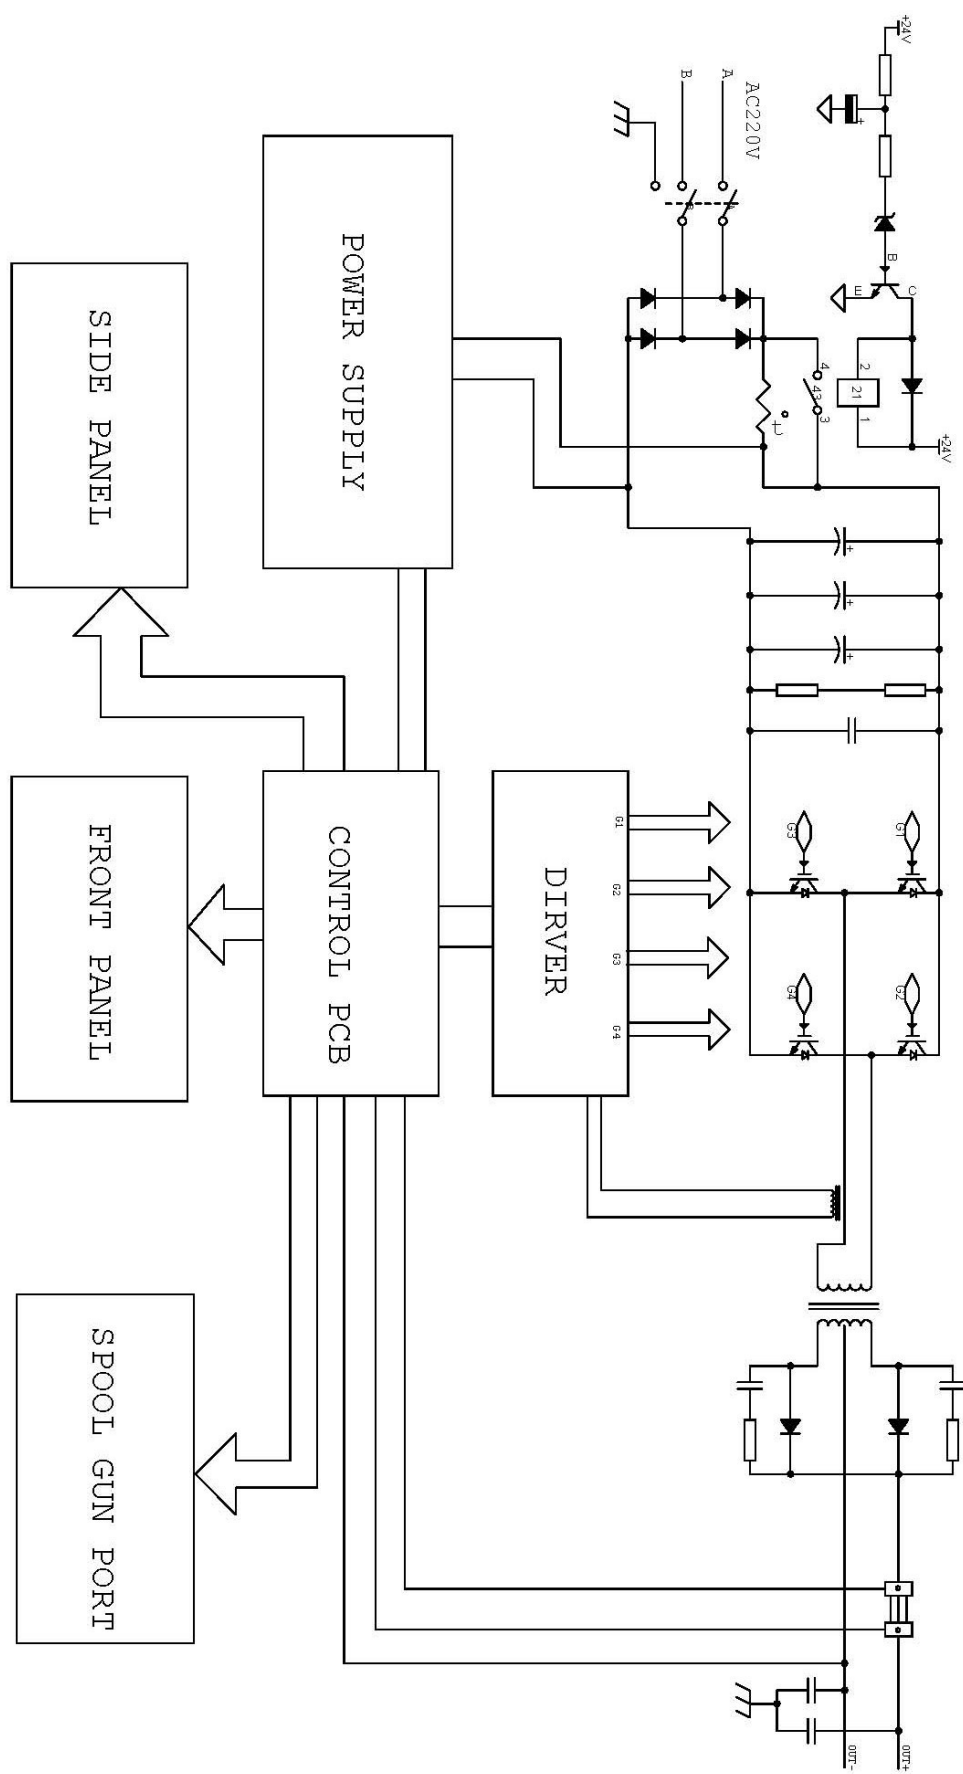 +24V
+24V
B
C
E
2
21
1
4
43
3
t
AC220V
A
B
+
+
+
+
G1
G2
G3
G4
OUT+
OUT-
G1
G2
G3
G4
DIRVER
POWER SUPPLY
CONTROL PCB
SIDE PANEL
FRONT PANEL
SPOOL GUN PORT